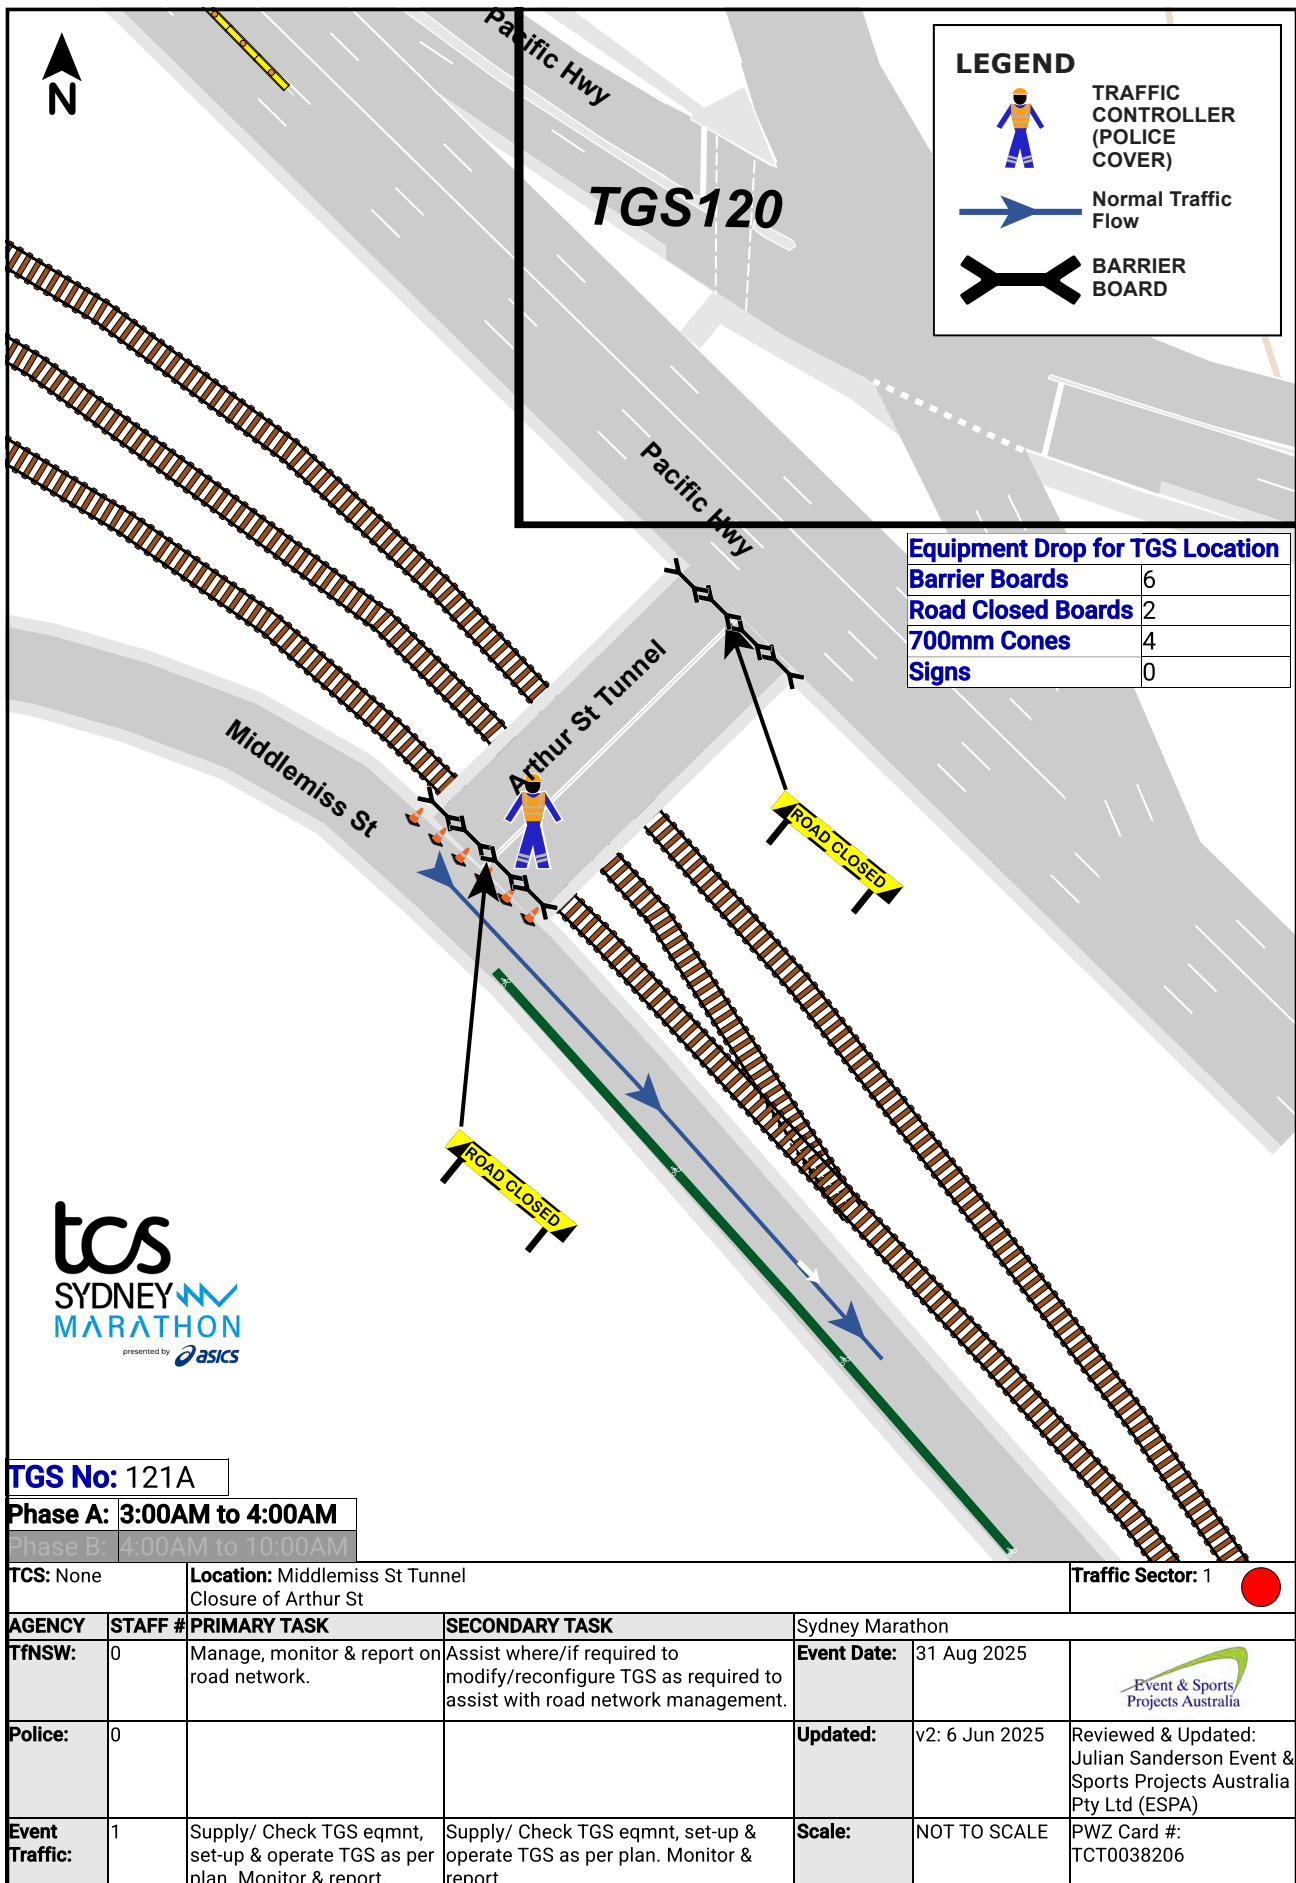 Pacific Hwy
N
TGS120
LEGEND
TRAFFIC
CONTROLLER
(POLICE
COVER)
Normal Traffic
Flow
BARRIER
BOARD
Pacific Hwy
Equipment Drop for TGS Location
Barrier Boards 6
Road Closed Boards 2
700mm Cones 4
Signs 0
Arthur St Tunnel
Middlemiss St
ROAD CLOSED
ROAD CLOSED
tcs
SYDNEY
MARATHON
presented by asics
TGS No: 121A
Phase A: 3:00AM to 4:00AM
Phase B: 4:00AM to 10:00AM
TCS: None
Location: Middlemiss St Tunnel
Closure of Arthur St
Traffic Sector: 1
AGENCY STAFF # PRIMARY TASK SECONDARY TASK Sydney Marathon
TfNSW: 0
Manage, monitor & report on
road network.
Assist where/if required to
modify/reconfigure TGS as required to
assist with road network management.
Event Date: 31 Aug 2025
Event & Sports
Projects Australia
Police: 0
Updated: v2: 6 Jun 2025
Reviewed & Updated:
Julian Sanderson Event &
Sports Projects Australia
Pty Ltd (ESPA)
Event
Traffic:
1
Supply/ Check TGS eqmnt,
set-up & operate TGS as per
plan. Monitor & report
Supply/ Check TGS eqmnt, set-up &
operate TGS as per plan. Monitor &
report
Scale: NOT TO SCALE
PWZ Card #:
TCT0038206